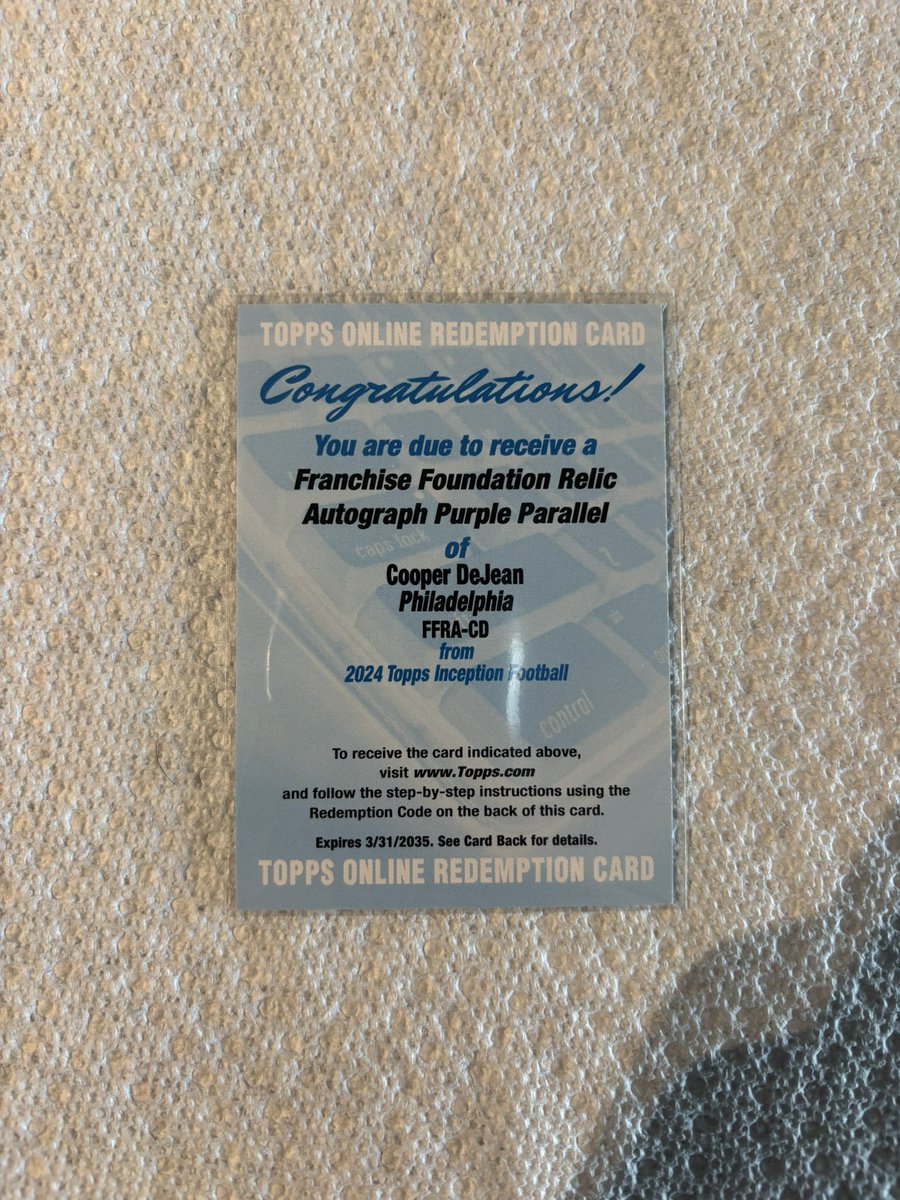 TOPPS ONLINE REDEMPTION CARD
Congratulations!
You are due to receive a
Franchise Foundation Relic
Autograph Purple Parallel
of
Cooper DeJean
Philadelphia
FFRA-CD
from
2024 Topps Inception Football
To receive the card indicated above,
visit www.Topps.com
and follow the step-by-step instructions using the
Redemption Code on the back of this card.
Expires 3/31/2035. See Card Back for details.
TOPPS ONLINE REDEMPTION CARD
caps lock
Z
control